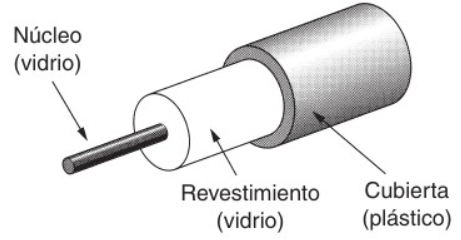 Núcleo
(vidrio)
Revestimiento
(vidrio)
Cubierta
(plástico)